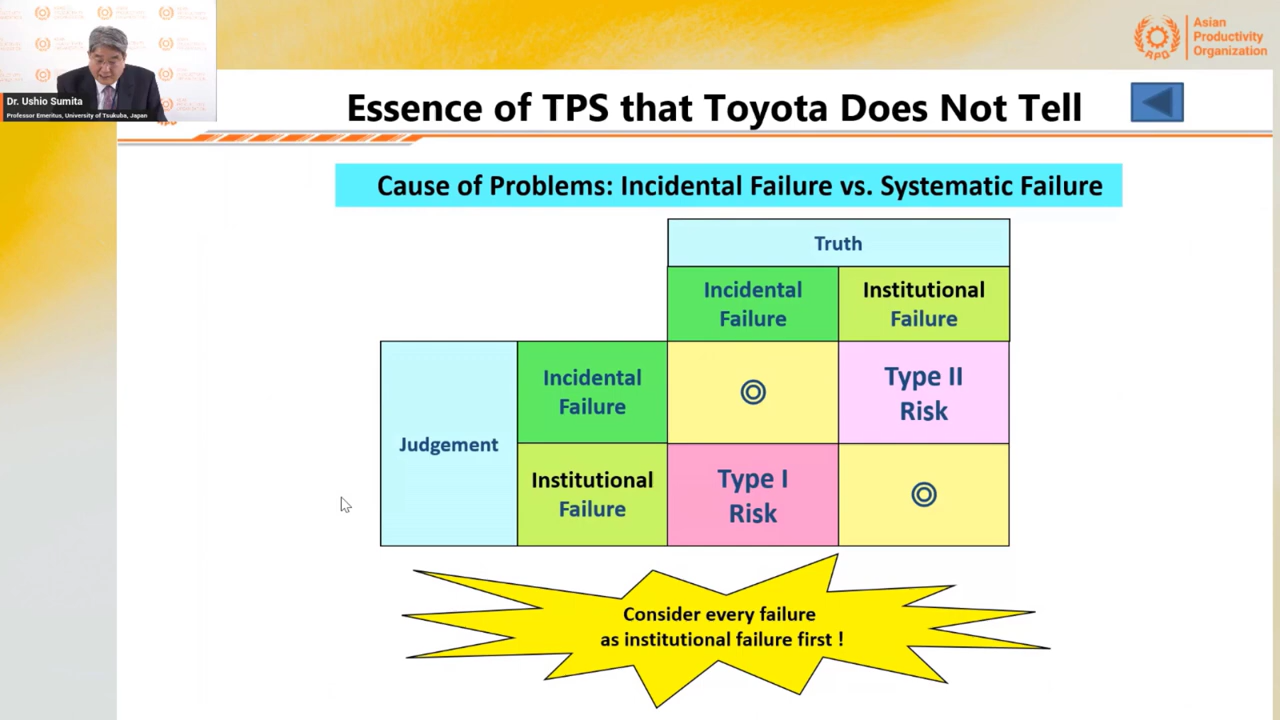 Dr. Ushio Sumita
Professor Emeritus, University of Tsukuba, Japan
APO
Asian
Productivity
Organization
Essence of TPS that Toyota Does Not Tell
Cause of Problems: Incidental Failure vs. Systematic Failure
Truth
Incidental
Failure
Institutional
Failure
Judgement
Incidental
Failure
◎
Type II
Risk
Institutional
Failure
Type I
Risk
◎
Consider every failure
as institutional failure first !